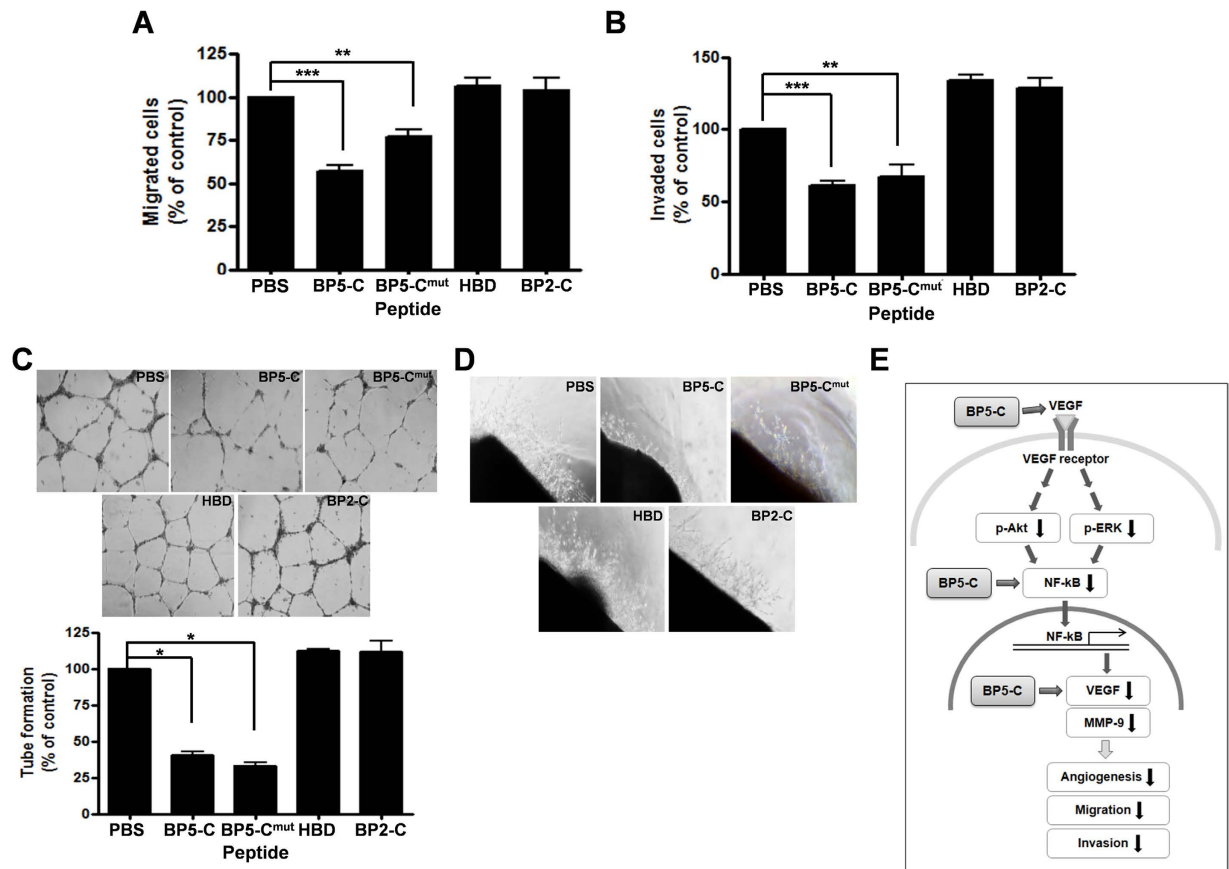 A
Migrated cells
(% of control)
125
100
75
50
25
0
**
***
PBS
BP5-C
BP5-Cmut
HBD
BP2-C
Peptide
B
Invaded cells
(% of control)
150
100
50
0
**
***
PBS
BP5-C
BP5-Cmut
HBD
BP2-C
Peptide
C
PBS
BP5-C
BP5-Cmut
HBD
BP2-C
Tube formation
(% of control)
125
100
75
50
25
0
*
*
PBS
BP5-C
BP5-Cmut
HBD
BP2-C
Peptide
D
PBS
BP5-C
BP5-Cmut
HBD
BP2-C
E
BP5-C
VEGF
VEGF receptor
p-Akt
p-ERK
BP5-C
NF-kB
NF-kB
BP5-C
VEGF
MMP-9
Angiogenesis
Migration
Invasion